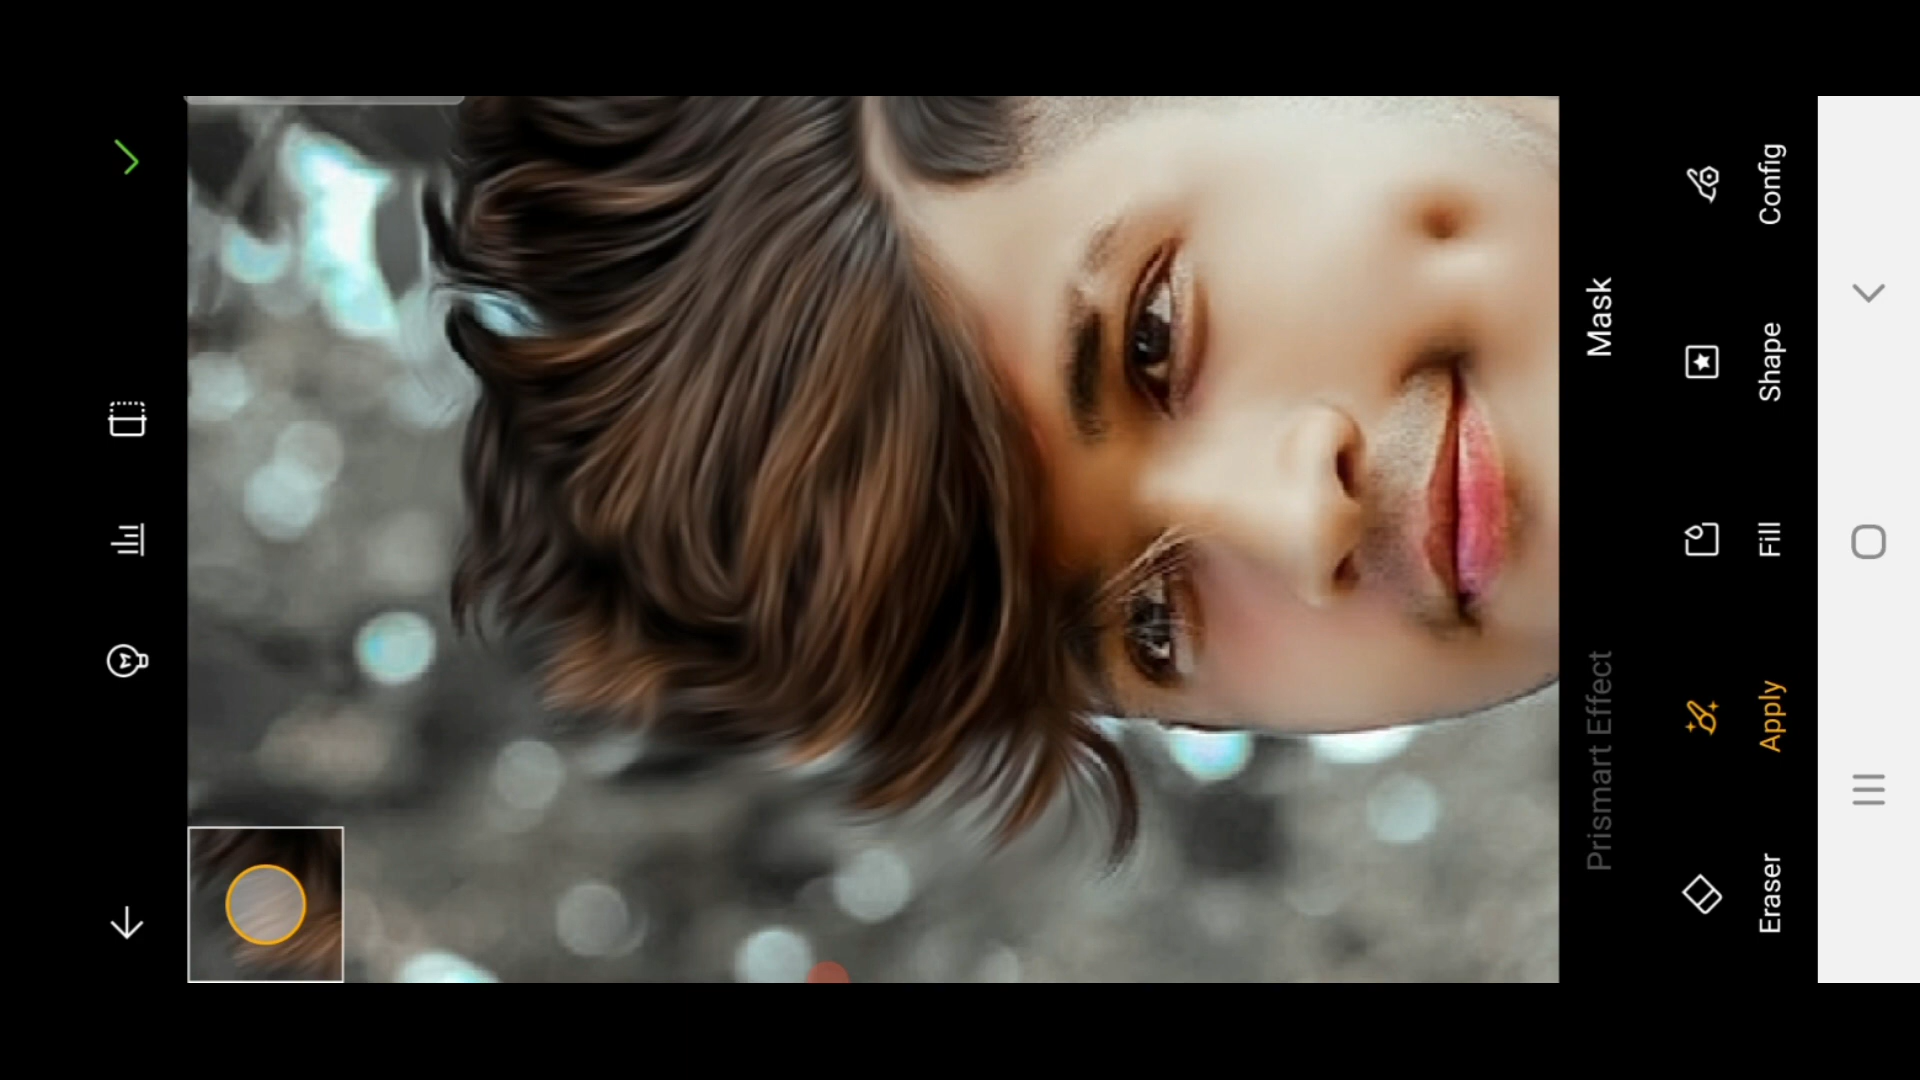 Prismart Effect
Mask
Eraser
Apply
Fill
Shape
Config